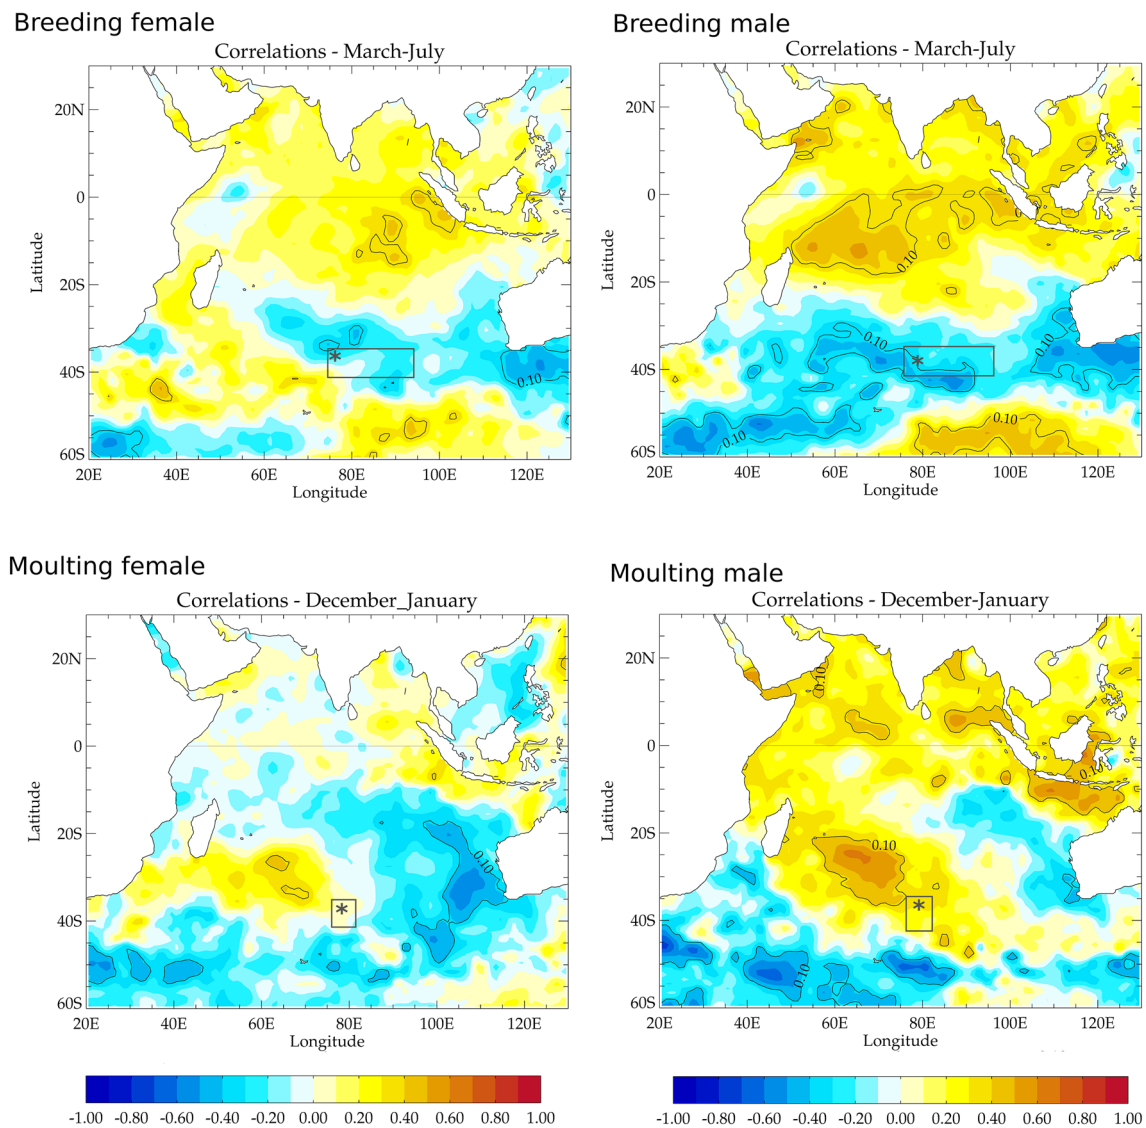 Breeding female
Correlations - March-July
20N
0
20S
40S
60S
Latitude
0.10
20E 40E 60E 80E 100E 120E
Longitude
Breeding male
Correlations - March-July
20N
0
20S
40S
60S
Latitude
0.10
0.10
0.10
0.10
0.10
20E 40E 60E 80E 100E 120E
Longitude
Moulting female
Correlations - December_January
20N
0
20S
40S
60S
Latitude
0.10
20E 40E 60E 80E 100E 120E
Longitude
Moulting male
Correlations - December-January
20N
0
20S
40S
60S
Latitude
0.10
0.10
0.10
0.10
20E 40E 60E 80E 100E 120E
Longitude
-1.00 -0.80 -0.60 -0.40 -0.20 0.00 0.20 0.40 0.60 0.80 1.00
-1.00 -0.80 -0.60 -0.40 -0.20 0.00 0.20 0.40 0.60 0.80 1.00